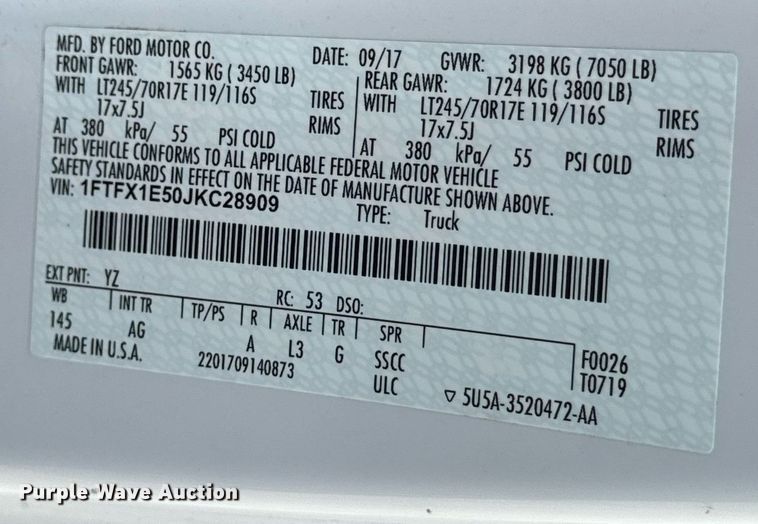 MFD. BY FORD MOTOR CO. DATE: 09/17 GVWR: 3198 KG ( 7050 LB)
FRONT GAWR: 1565 KG ( 3450 LB) REAR GAWR: 1724 KG ( 3800 LB)
WITH LT245/70R17E 119/116S TIRES WITH LT245/70R17E 119/116S TIRES
17x7.5J RIMS 17x7.5J RIMS
AT 380 kPa/ 55 PSI COLD AT 380 kPa/ 55 PSI COLD
THIS VEHICLE CONFORMS TO ALL APPLICABLE FEDERAL MOTOR VEHICLE
SAFETY STANDARDS IN EFFECT ON THE DATE OF MANUFACTURE SHOWN ABOVE.
VIN: 1FTFX1E50JKC28909 TYPE: Truck
EXT PNT: YZ RC: 53 DSO:
WB INT TR TP/PS R AXLE TR SPR
145 AG A L3 G SSCC F0026
MADE IN U.S.A. 2201709140873 ULC T0719
▽ 5U5A-3520472-AA
Purple Wave Auction